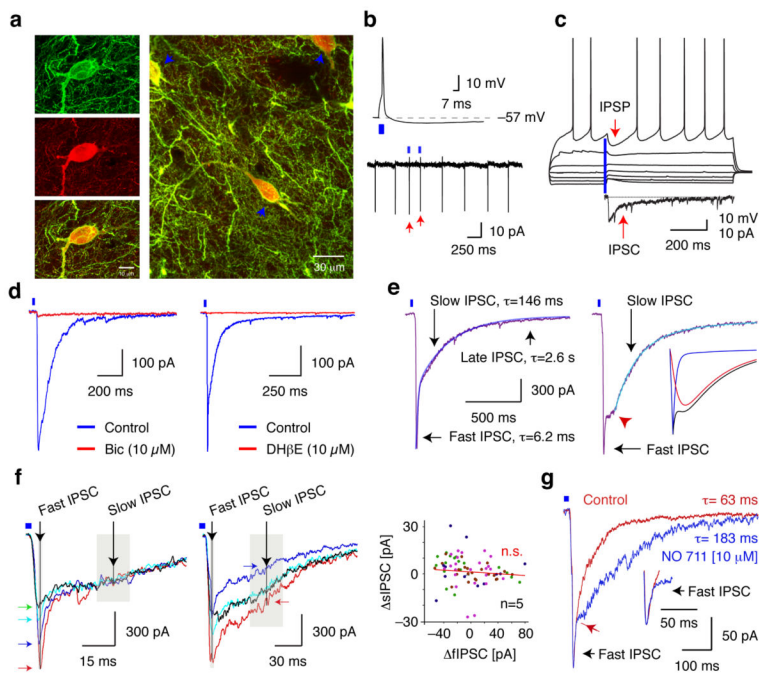 a
10 µm
30 µm
b
10 mV
7 ms
−57 mV
10 pA
250 ms
c
IPSP
10 mV
10 pA
200 ms
IPSC
d
100 pA
200 ms
Control
Bic (10 µM)
100 pA
250 ms
Control
DHβE (10 µM)
e
Slow IPSC, τ=146 ms
Late IPSC, τ=2.6 s
300 pA
500 ms
Fast IPSC, τ=6.2 ms
Slow IPSC
Fast IPSC
f
Fast IPSC
Slow IPSC
300 pA
15 ms
Fast IPSC
Slow IPSC
300 pA
30 ms
ΔsIPSC [pA]
30
0
−30
n.s.
n=5
−40
0
40
80
ΔfIPSC [pA]
g
Control
τ= 63 ms
τ= 183 ms
NO 711 [10 µM]
Fast IPSC
50 ms
50 pA
100 ms
Fast IPSC